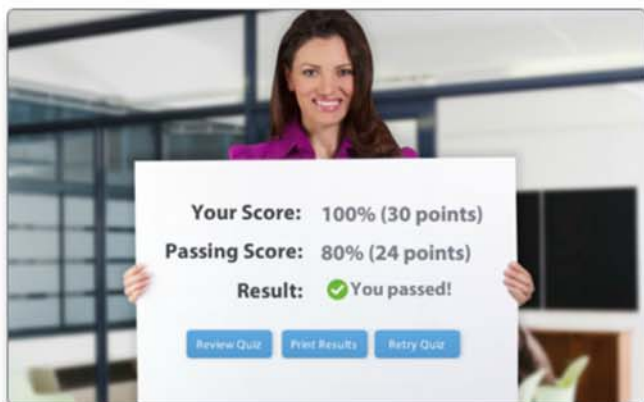 Your Score: 100% (30 points)
Passing Score: 80% (24 points)
Result: You passed!
Review Quiz Print Results Retry Quiz